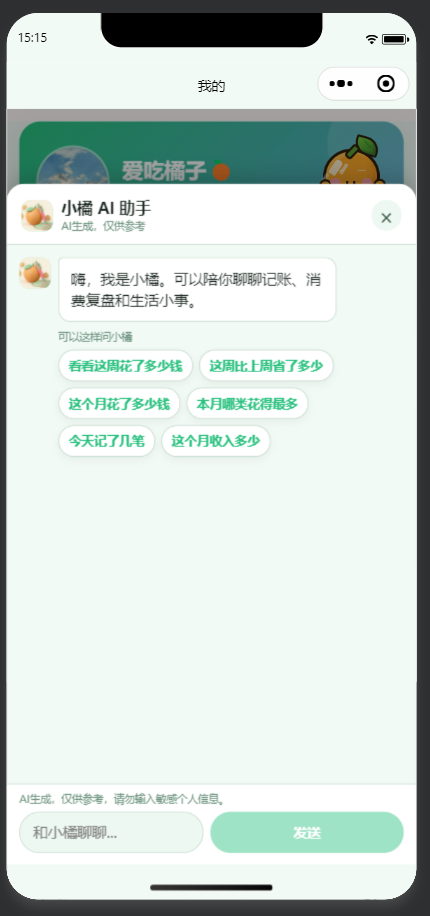 15:15
我的
爱吃橘子
小橘 AI 助手
AI生成，仅供参考
嗨，我是小橘。可以陪你聊聊记账、消
费复盘和生活小事。
可以这样问小橘
看看这周花了多少钱
这周比上周省了多少
这个月花了多少钱
本月哪类花得最多
今天记了几笔
这个月收入多少
AI生成，仅供参考，请勿输入敏感个人信息。
和小橘聊聊...
发送